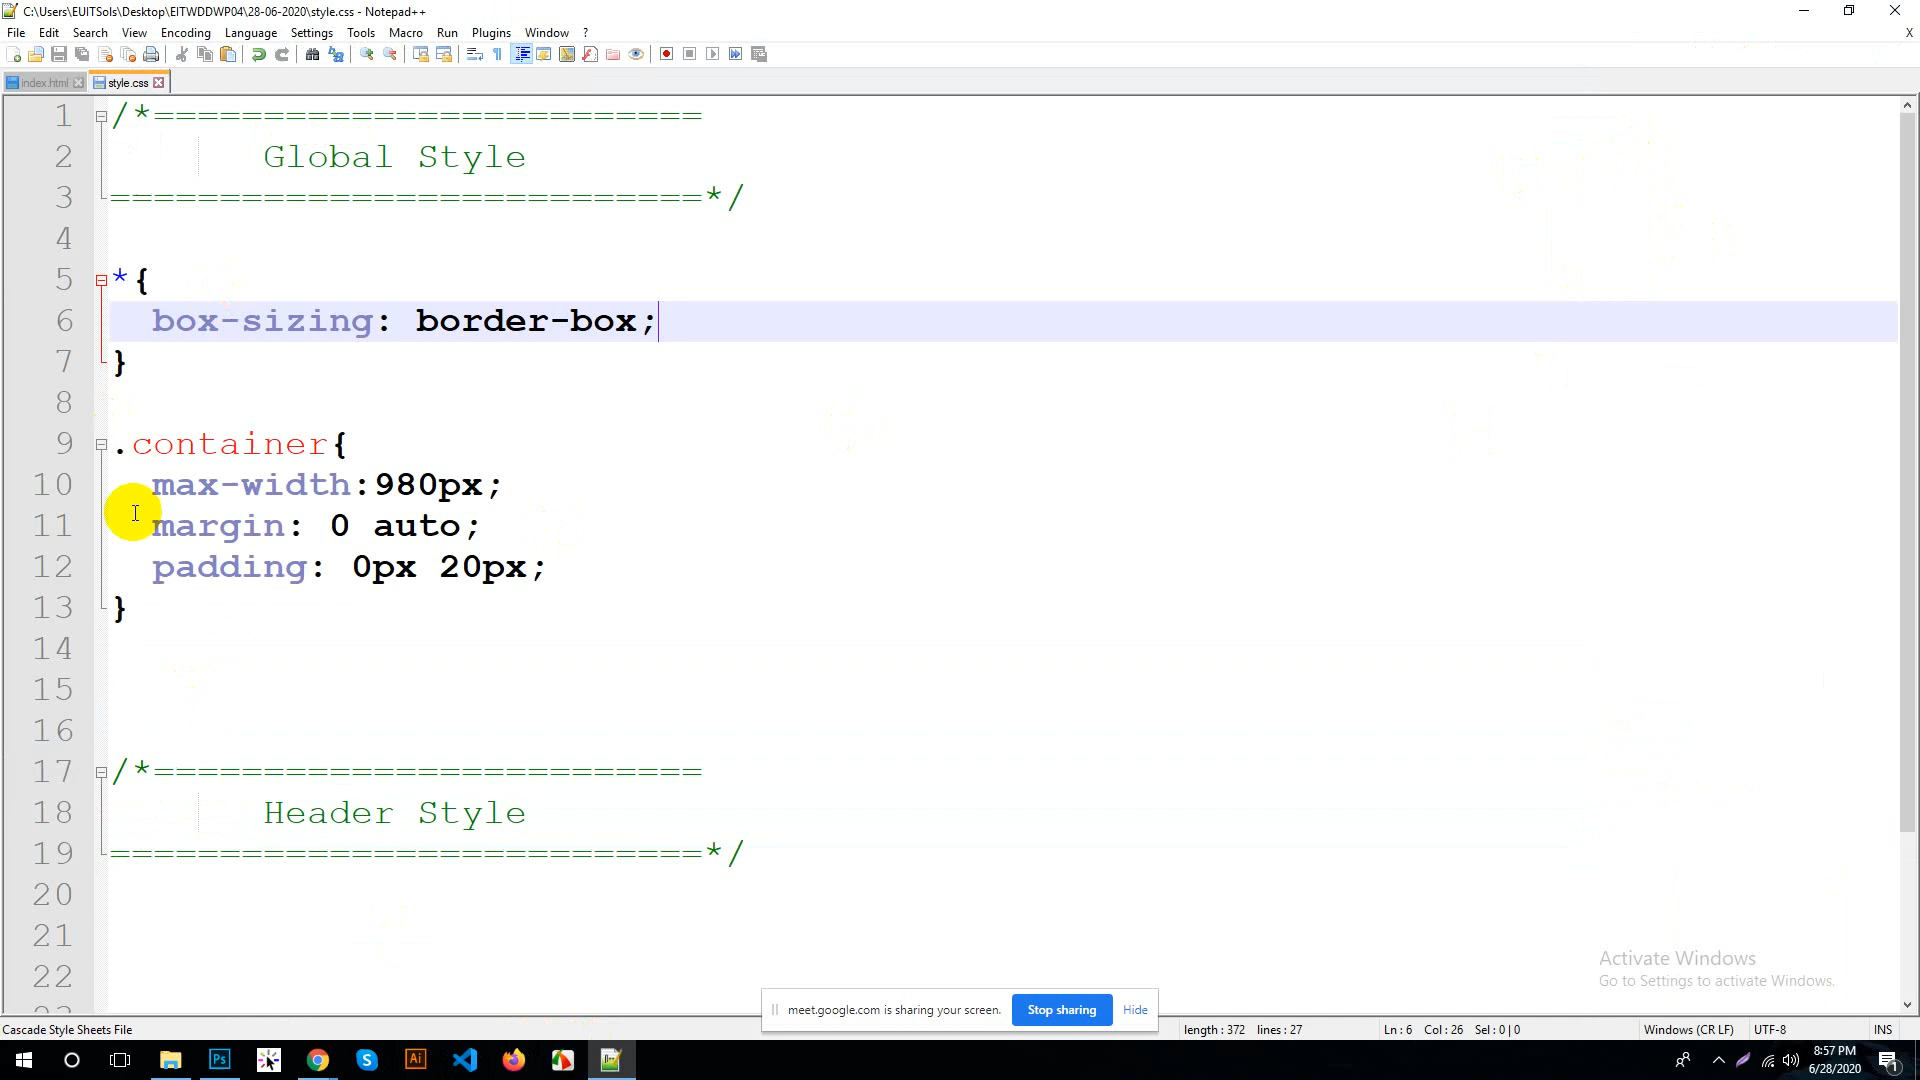 C:\Users\EUITSols\Desktop\EITWDDWP04\28-06-2020\style.css - Notepad++
File Edit Search View Encoding Language Settings Tools Macro Run Plugins Window ? X
index.html style.css
1 /*=========================
2 Global Style
3 ===========================*/
4
5 *{
6 box-sizing: border-box;
7 }
8
9 .container{
10 max-width:980px;
11 margin: 0 auto;
12 padding: 0px 20px;
13 }
14
15
16
17 /*=========================
18 Header Style
19 ===========================*/
20
21
22
Activate Windows
Go to Settings to activate Windows.
meet.google.com is sharing your screen. Stop sharing Hide
Cascade Style Sheets File length : 372 lines : 27 Ln : 6 Col : 26 Sel : 0 | 0 Windows (CR LF) UTF-8 INS
Ps Ai
8:57 PM
6/28/2020
1